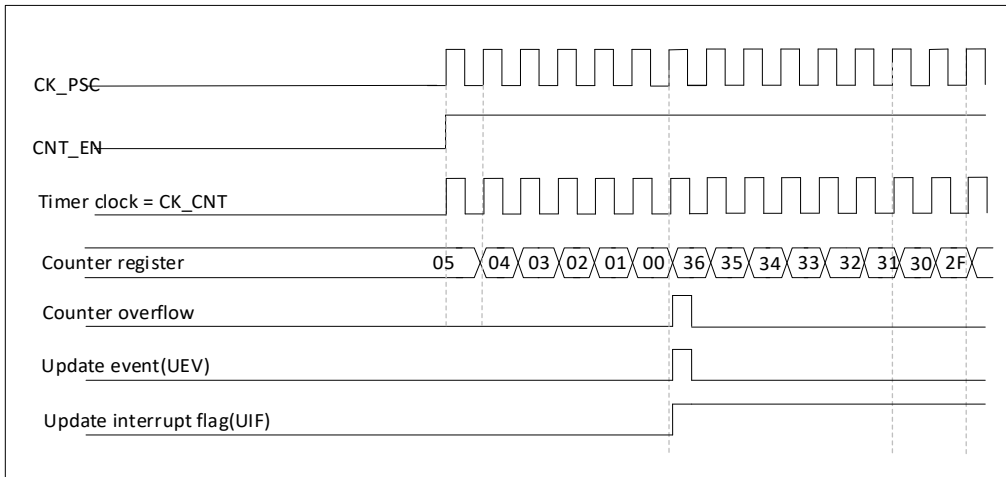 CK_PSC
CNT_EN
Timer clock = CK_CNT
Counter register 05 04 03 02 01 00 36 35 34 33 32 31 30 2F
Counter overflow
Update event(UEV)
Update interrupt flag(UIF)